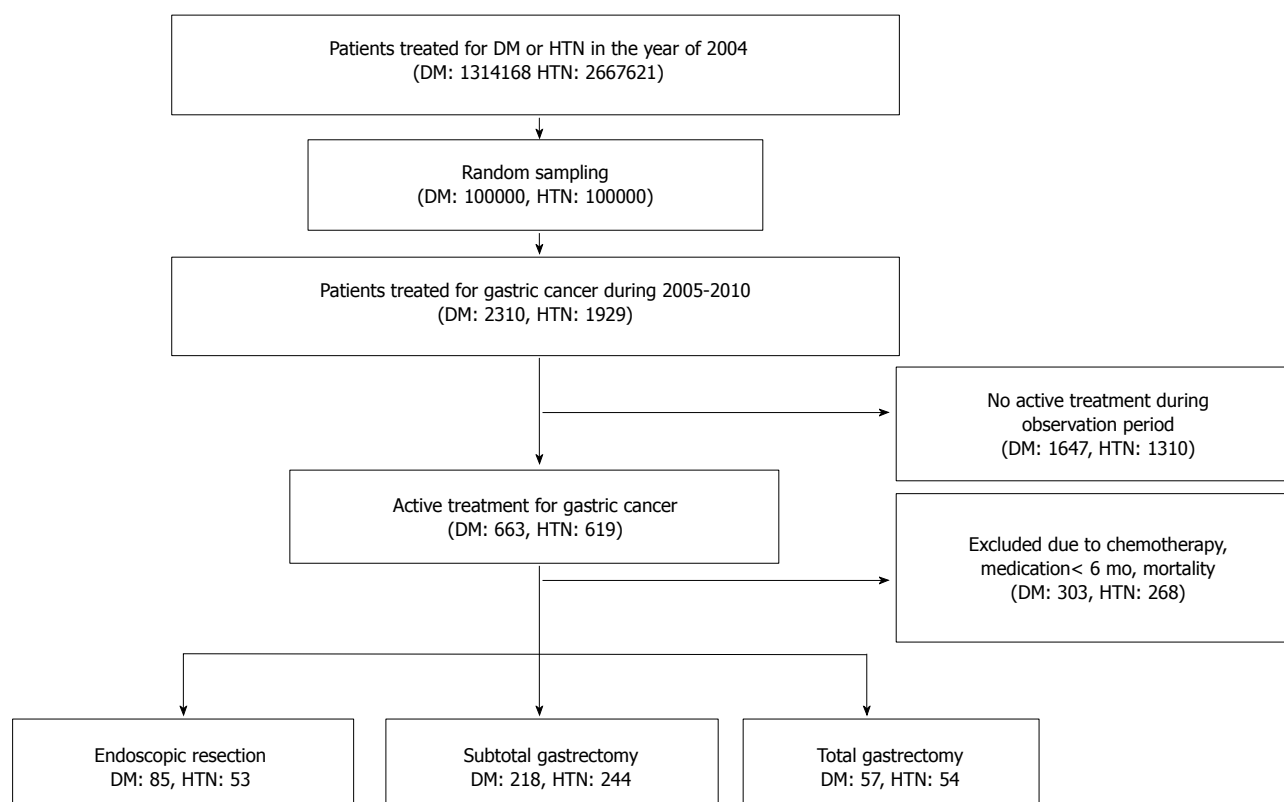 Patients treated for DM or HTN in the year of 2004
(DM: 1314168 HTN: 2667621)
Random sampling
(DM: 100000, HTN: 100000)
Patients treated for gastric cancer during 2005-2010
(DM: 2310, HTN: 1929)
No active treatment during
observation period
(DM: 1647, HTN: 1310)
Active treatment for gastric cancer
(DM: 663, HTN: 619)
Excluded due to chemotherapy,
medication< 6 mo, mortality
(DM: 303, HTN: 268)
Endoscopic resection
DM: 85, HTN: 53
Subtotal gastrectomy
DM: 218, HTN: 244
Total gastrectomy
DM: 57, HTN: 54